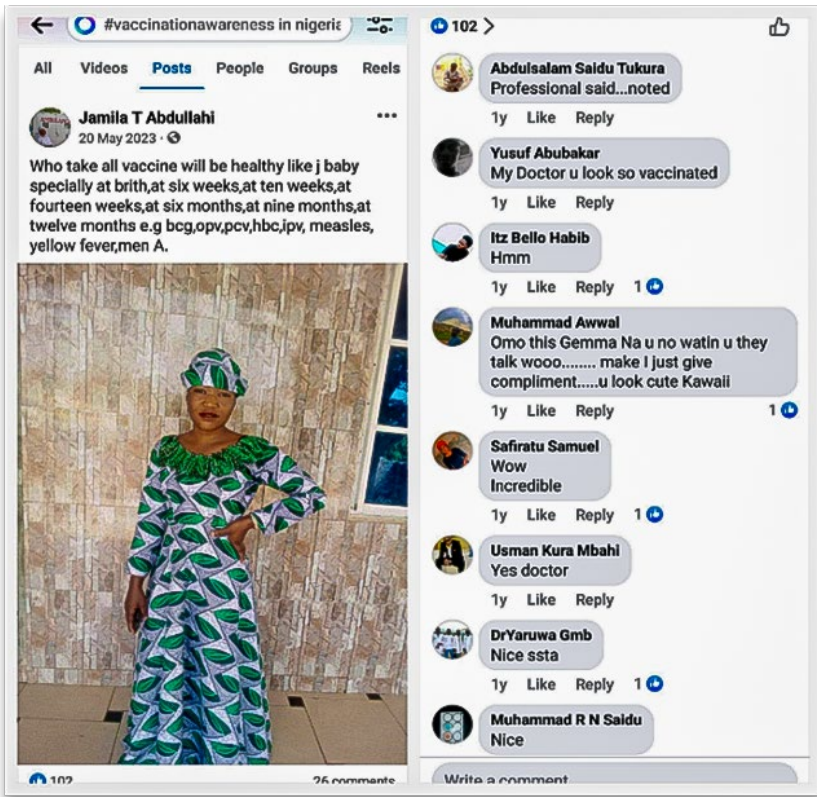 #vaccinationawareness in nigeria
All Videos Posts People Groups Reels
Jamila T Abdullahi
20 May 2023
Who take all vaccine will be healthy like j baby
specially at brith,at six weeks,at ten weeks,at
fourteen weeks,at six months,at nine months,at
twelve months e.g bcg,opv,pcv,hbc,ipv, measles,
yellow fever,men A.
102 26 comments
102
Abdulsalam Saidu Tukura
Professional said...noted
1y Like Reply
Yusuf Abubakar
My Doctor u look so vaccinated
1y Like Reply
Itz Bello Habib
Hmm
1y Like Reply 1
Muhammad Awwal
Omo this Gemma Na u no watin u they
talk wooo........ make I just give
compliment.....u look cute Kawaii
1y Like Reply 1
Safiratu Samuel
Wow
Incredible
1y Like Reply 1
Usman Kura Mbahi
Yes doctor
1y Like Reply
DrYaruwa Gmb
Nice ssta
1y Like Reply 1
Muhammad R N Saidu
Nice
Write a comment